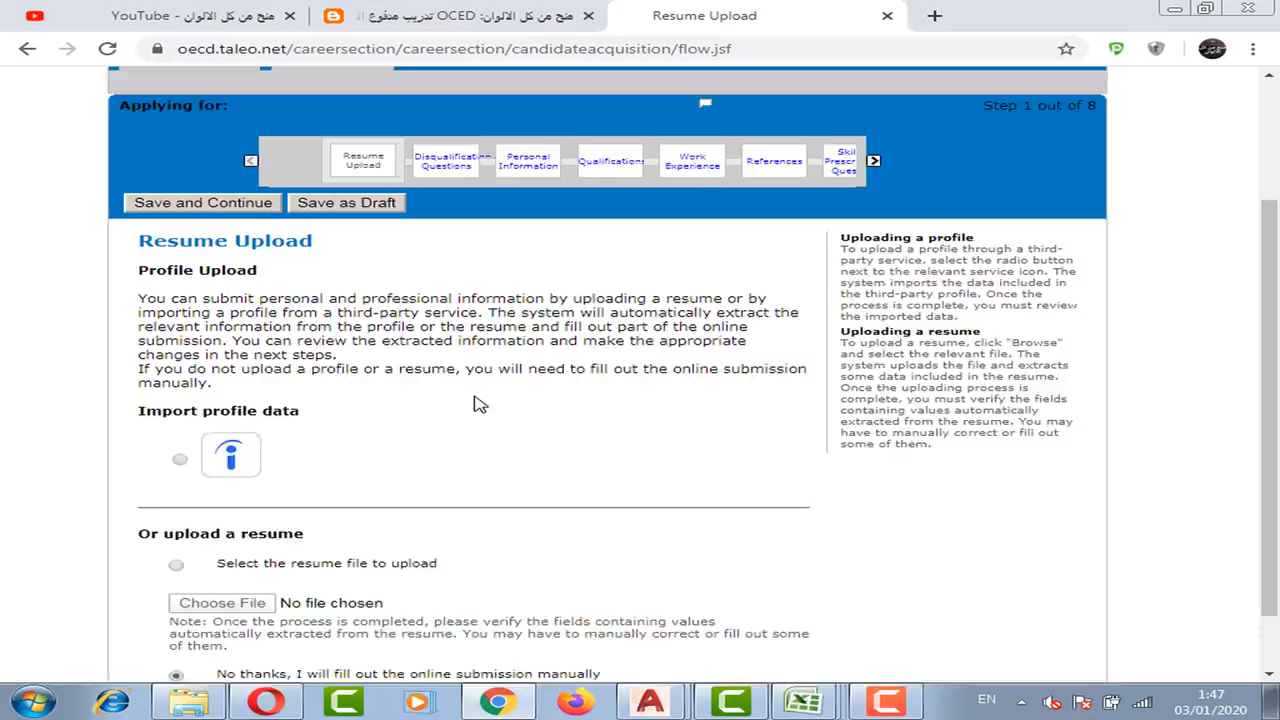 منح من كل الالوان - YouTube
منح من كل الالوان: OCED تدريب مدفوع ال
Resume Upload
oecd.taleo.net/careersection/careersection/candidateacquisition/flow.jsf
Applying for:
Step 1 out of 8
Resume Upload
Disqualification Questions
Personal Information
Qualifications
Work Experience
References
Skil
Prescr
Ques
Save and Continue
Save as Draft
Resume Upload
Profile Upload
You can submit personal and professional information by uploading a resume or by
importing a profile from a third-party service. The system will automatically extract the
relevant information from the profile or the resume and fill out part of the online
submission. You can review the extracted information and make the appropriate
changes in the next steps.
If you do not upload a profile or a resume, you will need to fill out the online submission
manually.
Import profile data
Or upload a resume
Select the resume file to upload
Choose File No file chosen
Note: Once the process is completed, please verify the fields containing values
automatically extracted from the resume. You may have to manually correct or fill out some
of them.
No thanks, I will fill out the online submission manually
Uploading a profile
To upload a profile through a third-
party service, select the radio button
next to the relevant service icon. The
system imports the data included in
the third-party profile. Once the
process is complete, you must review
the imported data.
Uploading a resume
To upload a resume, click "Browse"
and select the relevant file. The
system uploads the file and extracts
some data included in the resume.
Once the uploading process is
complete, you must verify the fields
containing values automatically
extracted from the resume. You may
have to manually correct or fill out
some of them.
EN
1:47
03/01/2020